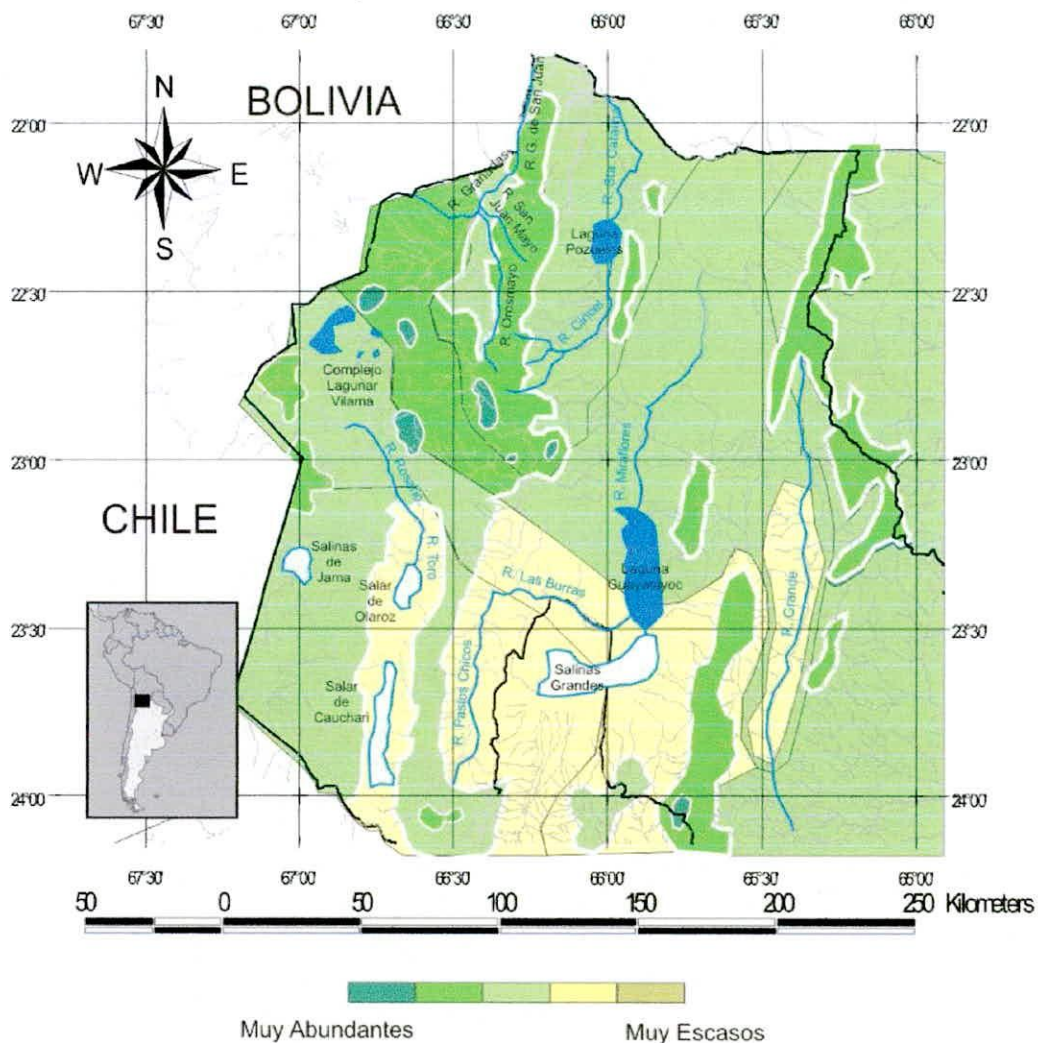 67°30' 67°00' 66°30' 66°00' 66°30' 66°00'
N
W E
S
BOLIVIA
CHILE
22°00'
22°30'
23°00'
23°30'
24°00'
22°00'
22°30'
23°00'
23°30'
24°00'
R. G. de San Juan
R. Granadas
R. San
Juan Mayo
R. Sta Catalina
Laguna
Pozuelos
R. Orosmayo
R. Cincel
Complejo
Lagunar
Vilama
R. Rosario
R. Miraflores
Salinas
de
Jama
R. Toro
Salar
de
Olaroz
R. Las Burras
Laguna
Guayatayoc
R. Grande
Salar
de
Cauchari
R. Pastos Chicos
Salinas
Grandes
67°30' 67°00' 66°30' 66°00' 66°30' 66°00'
50 0 50 100 150 200 250 Kilometers
Muy Abundantes Muy Escasos